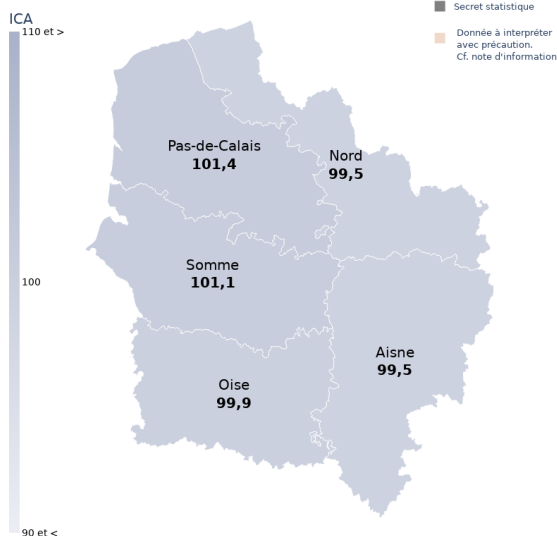 ICA
110 et >
100
90 et <
Secret statistique
Donnée à interpréter
avec précaution.
Cf. note d'information
Pas-de-Calais
101,4
Nord
99,5
Somme
101,1
Aisne
99,5
Oise
99,9